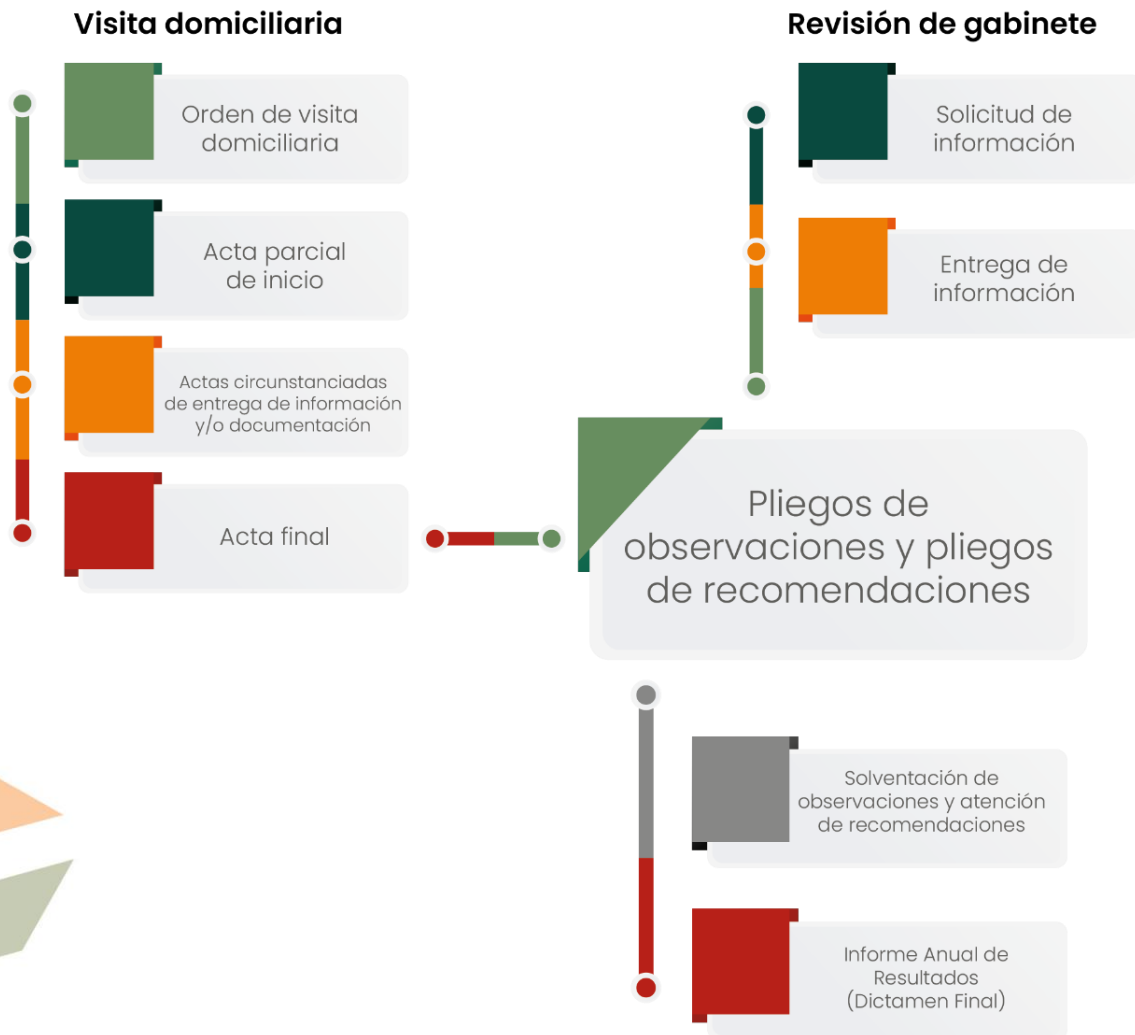 Visita domiciliaria
Orden de visita
domiciliaria
Acta parcial
de inicio
Actas circunstanciadas
de entrega de información
y/o documentación
Acta final
Revisión de gabinete
Solicitud de
información
Entrega de
información
Pliegos de
observaciones y pliegos
de recomendaciones
Solventación de
observaciones y atención
de recomendaciones
Informe Anual de
Resultados
(Dictamen Final)